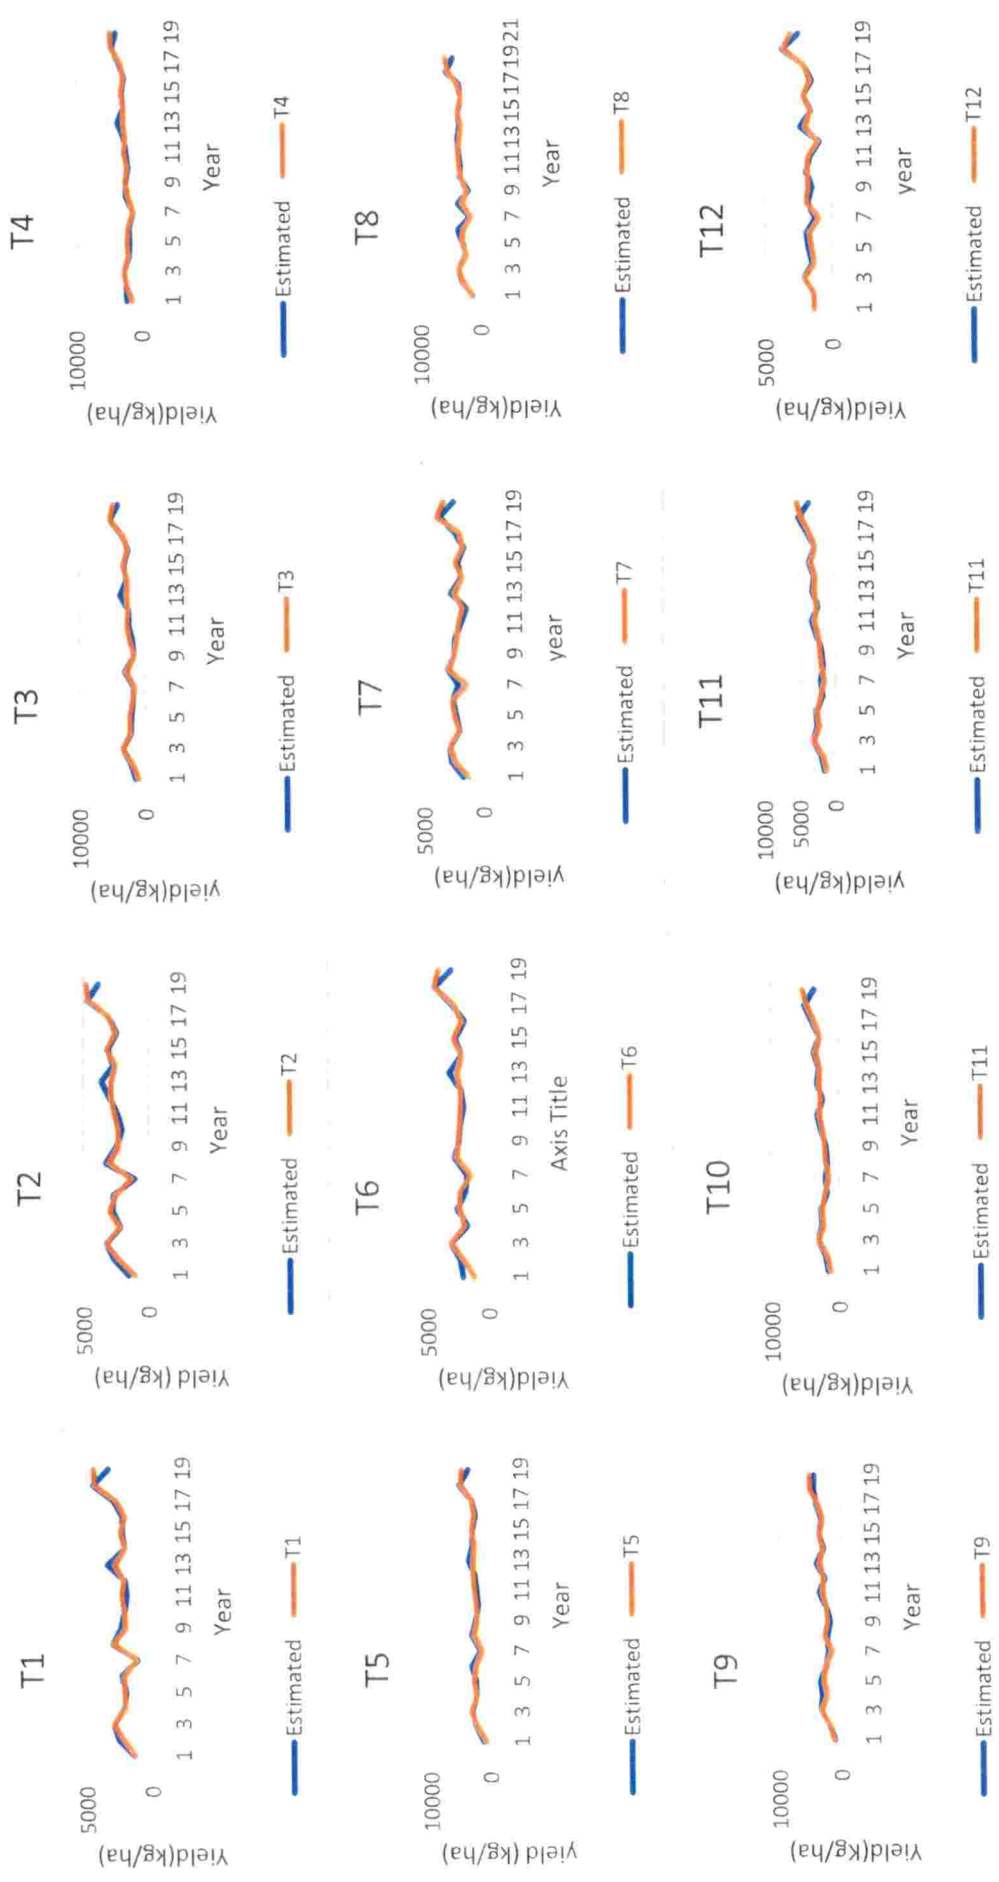 T1
Yield(kg/ha)
5000
0
1 3 5 7 9 11 13 15 17 19
Year
Estimated T1
T2
Yield (kg/ha)
5000
0
1 3 5 7 9 11 13 15 17 19
Year
Estimated T2
T3
yield(kg/ha)
10000
0
1 3 5 7 9 11 13 15 17 19
Year
Estimated T3
T4
Yield(kg/ha)
10000
0
1 3 5 7 9 11 13 15 17 19
Year
Estimated T4
T5
yield (kg/ha)
10000
0
1 3 5 7 9 11 13 15 17 19
Year
Estimated T5
T6
Yield(kg/ha)
5000
0
1 3 5 7 9 11 13 15 17 19
Axis Title
Estimated T6
T7
yield(kg/ha)
5000
0
1 3 5 7 9 11 13 15 17 19
year
Estimated T7
T8
Yield(kg/ha)
10000
0
1 3 5 7 9 11 13 15 17 19 21
Year
Estimated T8
T9
Yield(kg/ha)
10000
0
1 3 5 7 9 11 13 15 17 19
Year
Estimated T9
T10
Yield(kg/ha)
10000
0
1 3 5 7 9 11 13 15 17 19
Year
Estimated T11
T11
Yield(kg/ha)
10000
5000
0
1 3 5 7 9 11 13 15 17 19
Year
Estimated T11
T12
Yield(kg/ha)
5000
0
1 3 5 7 9 11 13 15 17 19
year
Estimated T12